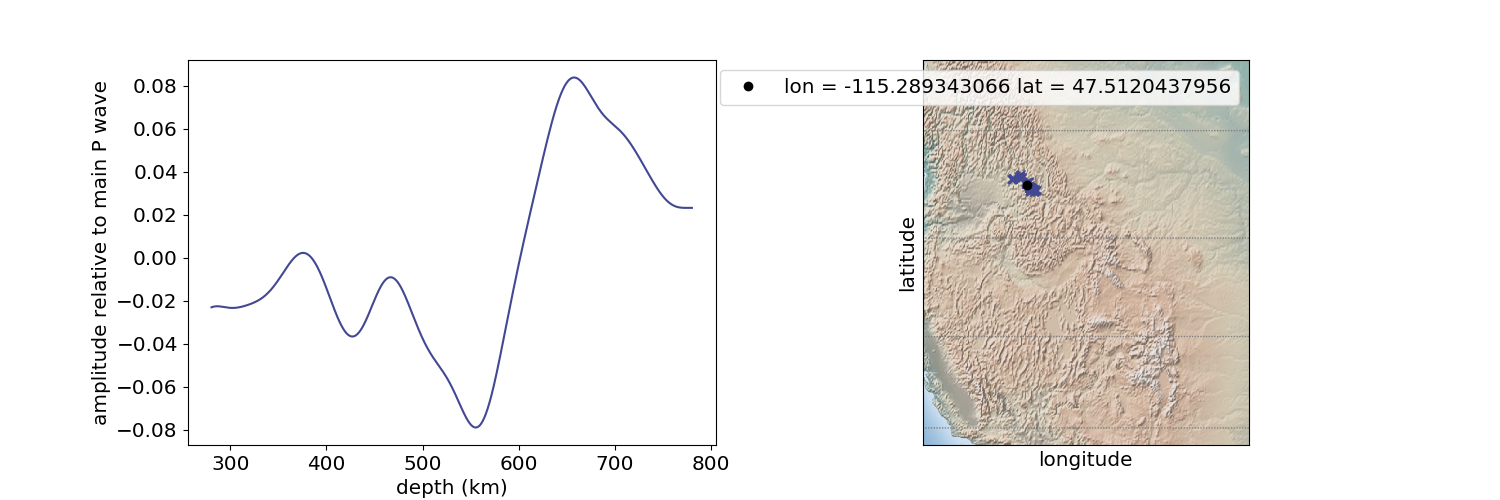 amplitude relative to main P wave
0.08
0.06
0.04
0.02
0.00
−0.02
−0.04
−0.06
−0.08
300 400 500 600 700 800
depth (km)
lon = -115.289343066 lat = 47.5120437956
latitude
longitude